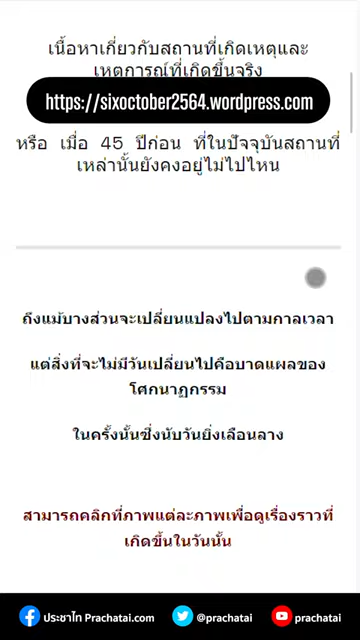 เนื้อหาเกี่ยวกับสถานที่เกิดเหตุและ
เหตุการณ์ที่เกิดขึ้นจริง
https://sixoctober2564.wordpress.com
หรือ เมื่อ 45 ปีก่อน ที่ในปัจจุบันสถานที่
เหล่านั้นยังคงอยู่ไม่ไปไหน
ถึงแม้บางส่วนจะเปลี่ยนแปลงไปตามกาลเวลา
แต่สิ่งที่จะไม่มีวันเปลี่ยนไปคือบาดแผลของ
โศกนาฏกรรม
ในครั้งนั้นซึ่งนับวันยิ่งเลือนลาง
สามารถคลิกที่ภาพแต่ละภาพเพื่อดูเรื่องราวที่
เกิดขึ้นในวันนั้น
ประชาไท Prachatai.com @prachatai prachatai